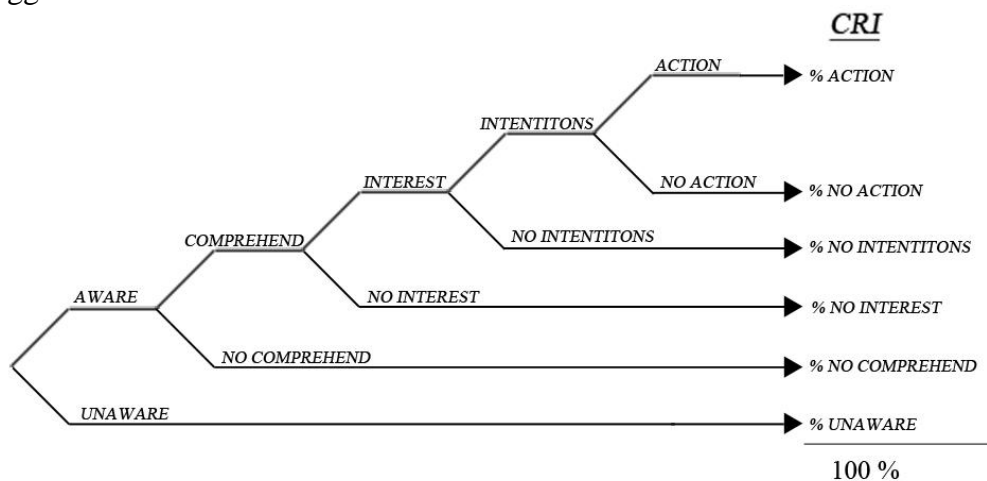 gg
CRI
ACTION
% ACTION
INTENTITONS
INTEREST
NO ACTION
% NO ACTION
COMPREHEND
NO INTENTITONS
% NO INTENTITONS
AWARE
NO INTEREST
% NO INTEREST
NO COMPREHEND
% NO COMPREHEND
UNAWARE
% UNAWARE
100 %